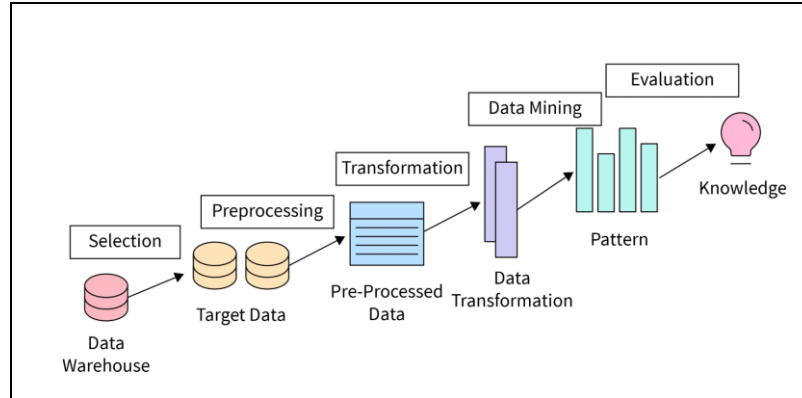 Evaluation
Data Mining
Transformation
Knowledge
Preprocessing
Pattern
Selection
Data
Transformation
Pre-Processed
Data
Target Data
Data
Warehouse